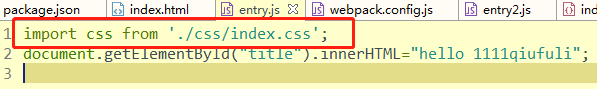 package.json index.html entry.js webpack.config.js entry2.js ind
1 import css from './css/index.css';
2 document.getElementById("title").innerHTML="hello 1111qiufuli";
3